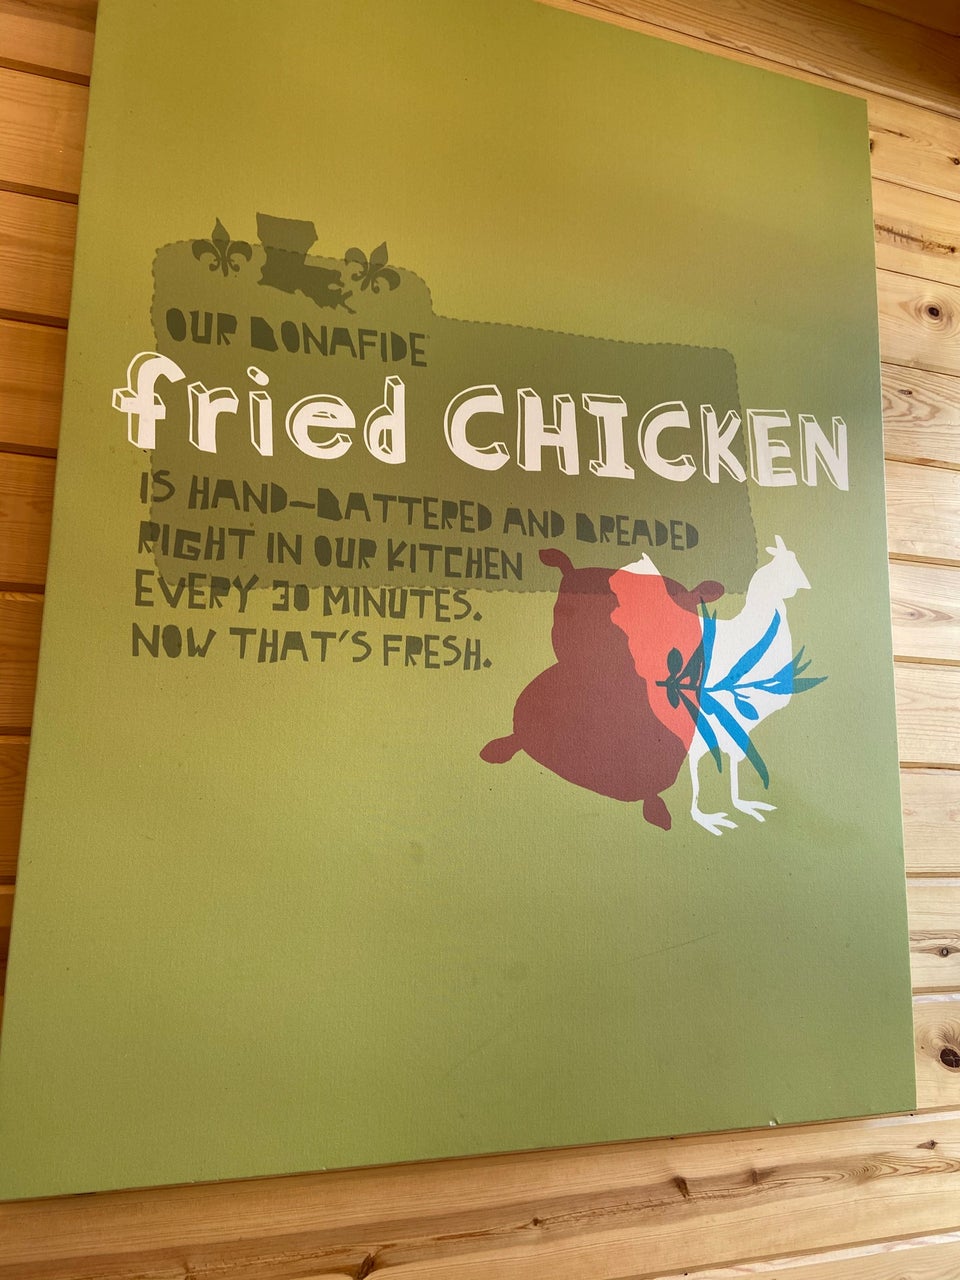 OUR BONAFIDE
fried CHICKEN
IS HAND-BATTERED AND BREADED
RIGHT IN OUR KITCHEN
EVERY 30 MINUTES.
NOW THAT'S FRESH.